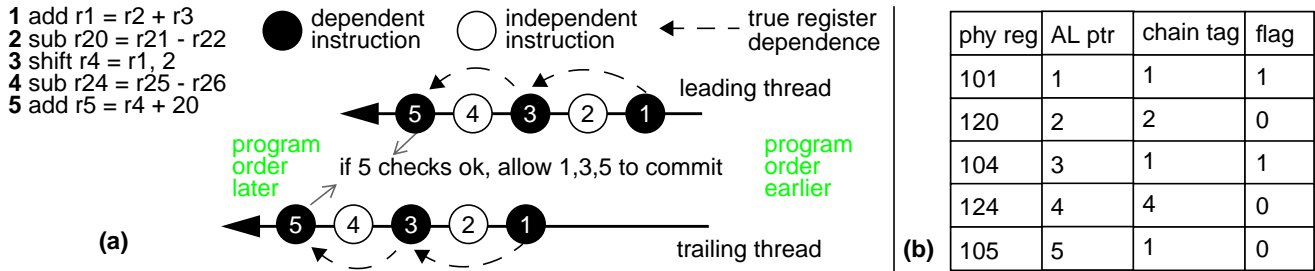 1 add r1 = r2 + r3
2 sub r20 = r21 - r22
3 shift r4 = r1, 2
4 sub r24 = r25 - r26
5 add r5 = r4 + 20
dependent
instruction
independent
instruction
true register
dependence
leading thread
5 4 3 2 1
program
order
later
if 5 checks ok, allow 1,3,5 to commit
program
order
earlier
5 4 3 2 1
trailing thread
(a)
(b)
phy reg AL ptr chain tag flag
101 1 1 1
120 2 2 0
104 3 1 1
124 4 4 0
105 5 1 0